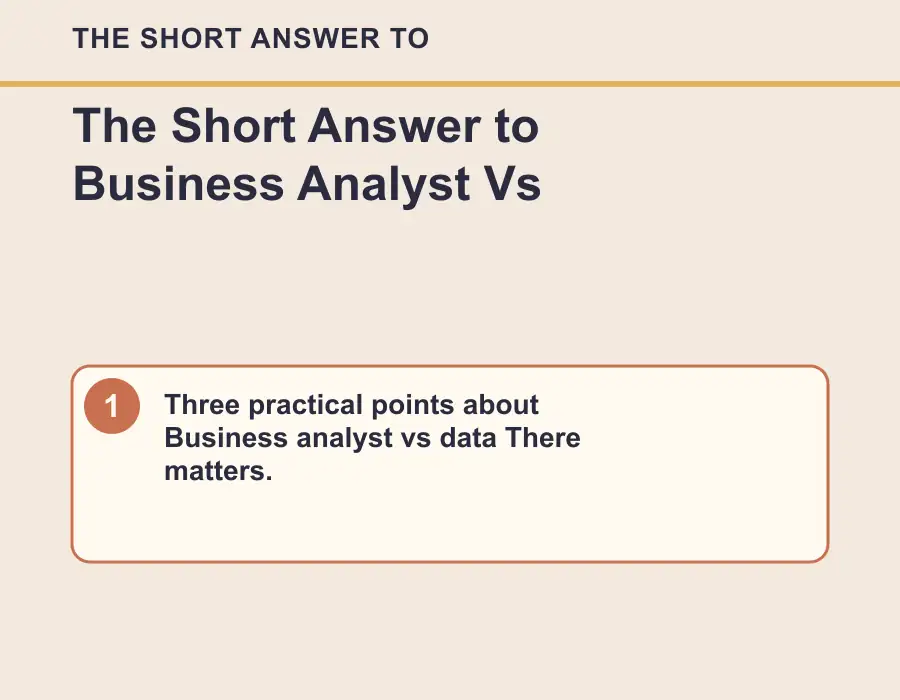 THE SHORT ANSWER TO
The Short Answer to
Business Analyst Vs
1
Three practical points about
Business analyst vs data There
matters.